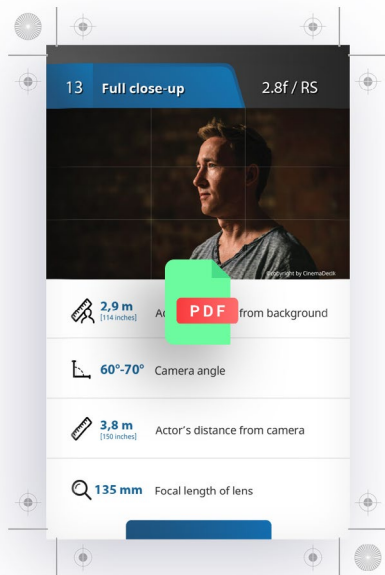 13 Full close-up 2.8f / RS
©Copyright by CinemaDeck
2,9 m
[114 inches]
PDF from background
60°-70° Camera angle
3,8 m
[150 inches]
Actor's distance from camera
135 mm Focal length of lens